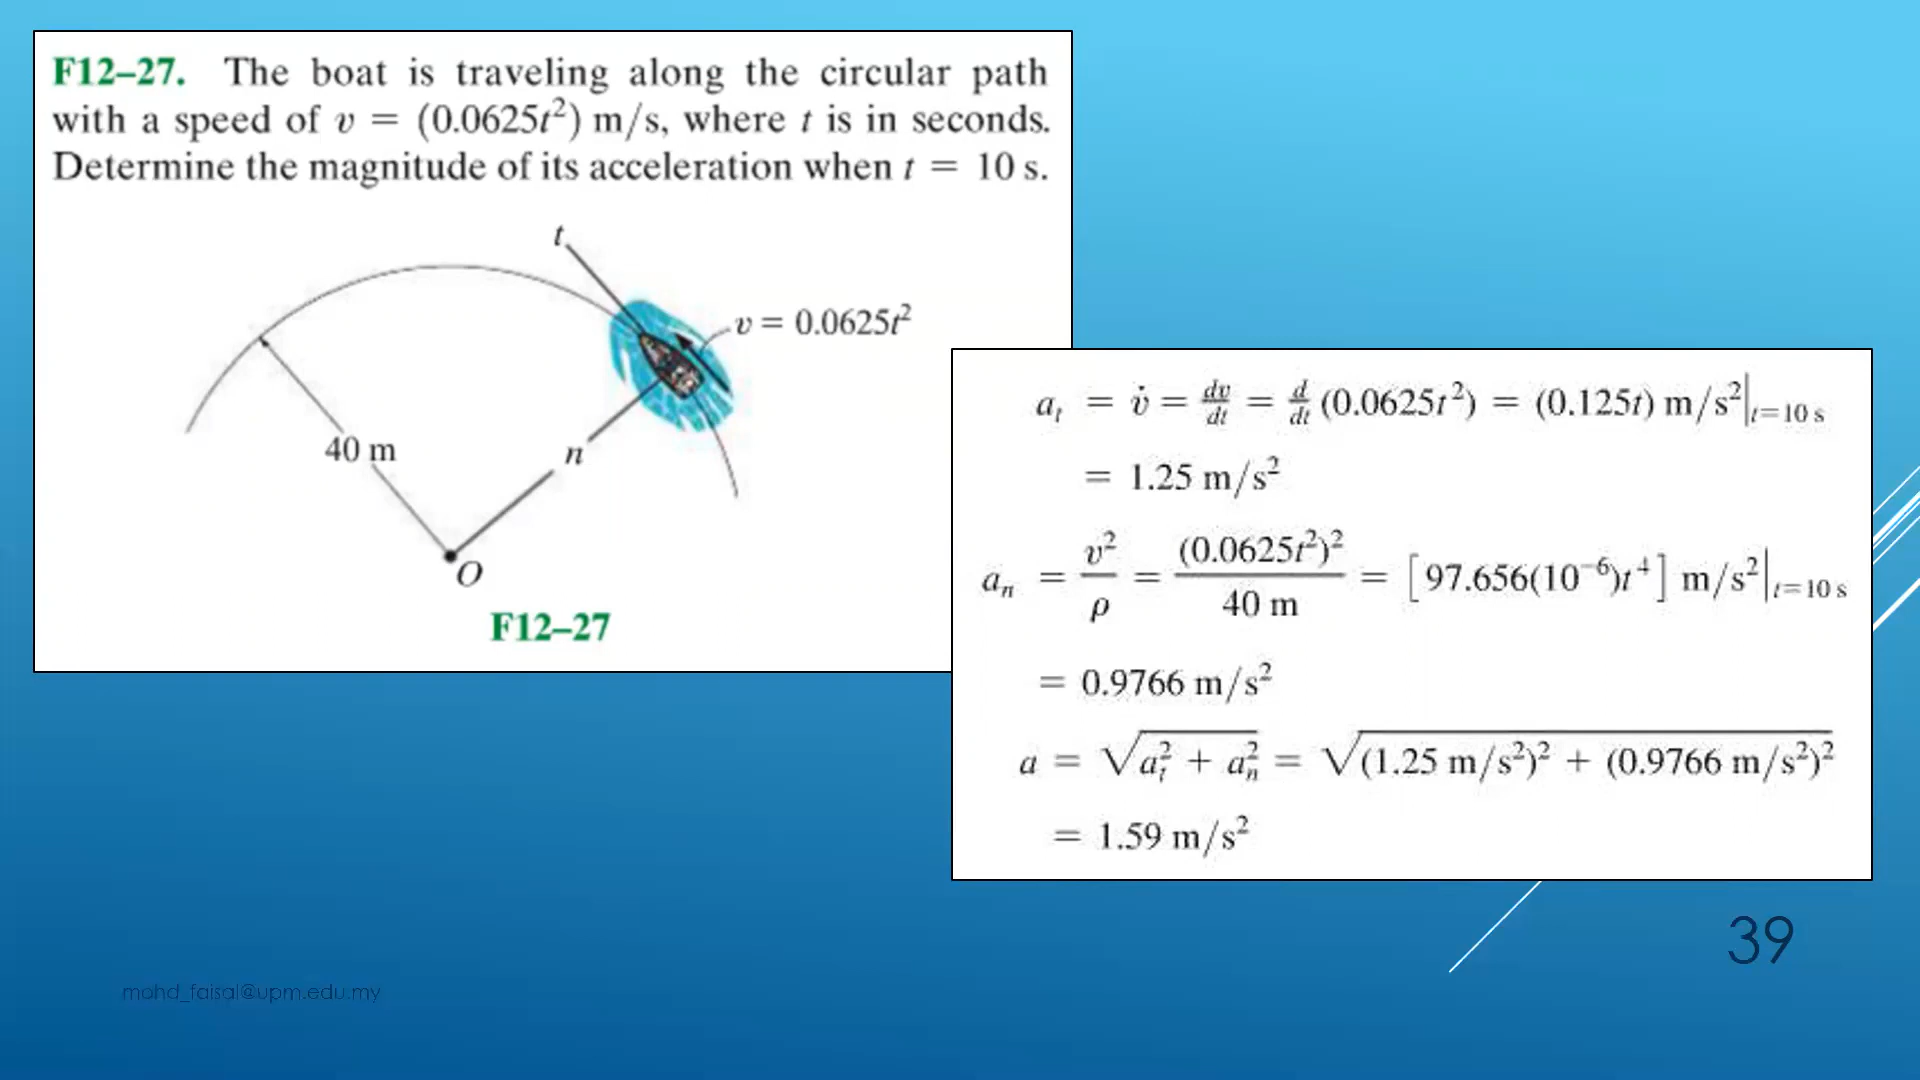 F12–27. The boat is traveling along the circular path
with a speed of v = (0.0625t²) m/s, where t is in seconds.
Determine the magnitude of its acceleration when t = 10 s.
t
v = 0.0625t²
40 m
n
O
F12–27
aₜ = v̇ = dv/dt = d/dt (0.0625t²) = (0.125t) m/s²|ₜ₌₁₀ ₛ
= 1.25 m/s²
aₙ = v²/ρ = (0.0625t²)²/40 m = [97.656(10⁻⁶)t⁴] m/s²|ₜ₌₁₀ ₛ
= 0.9766 m/s²
a = √(aₜ² + aₙ²) = √((1.25 m/s²)² + (0.9766 m/s²)²)
= 1.59 m/s²
39
mohd_faisal@upm.edu.my